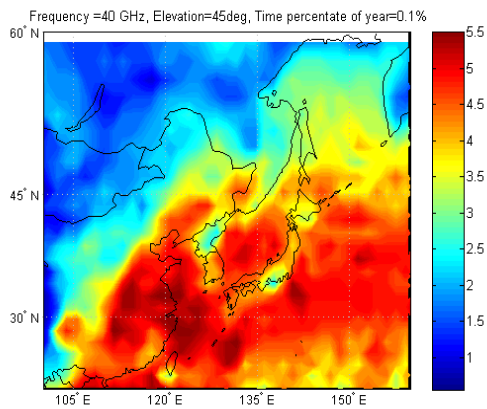 Frequency =40 GHz, Elevation=45deg, Time percentage of year=0.1%
60° N
45° N
30° N
105° E
120° E
135° E
150° E
5.5
5
4.5
4
3.5
3
2.5
2
1.5
1